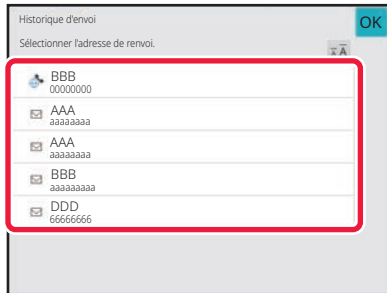 Historique d'envoi
OK
Sélectionner l'adresse de renvoi.
BBB
00000000
AAA
aaaaaaaa
AAA
aaaaaaaa
BBB
aaaaaaaaa
DDD
66666666